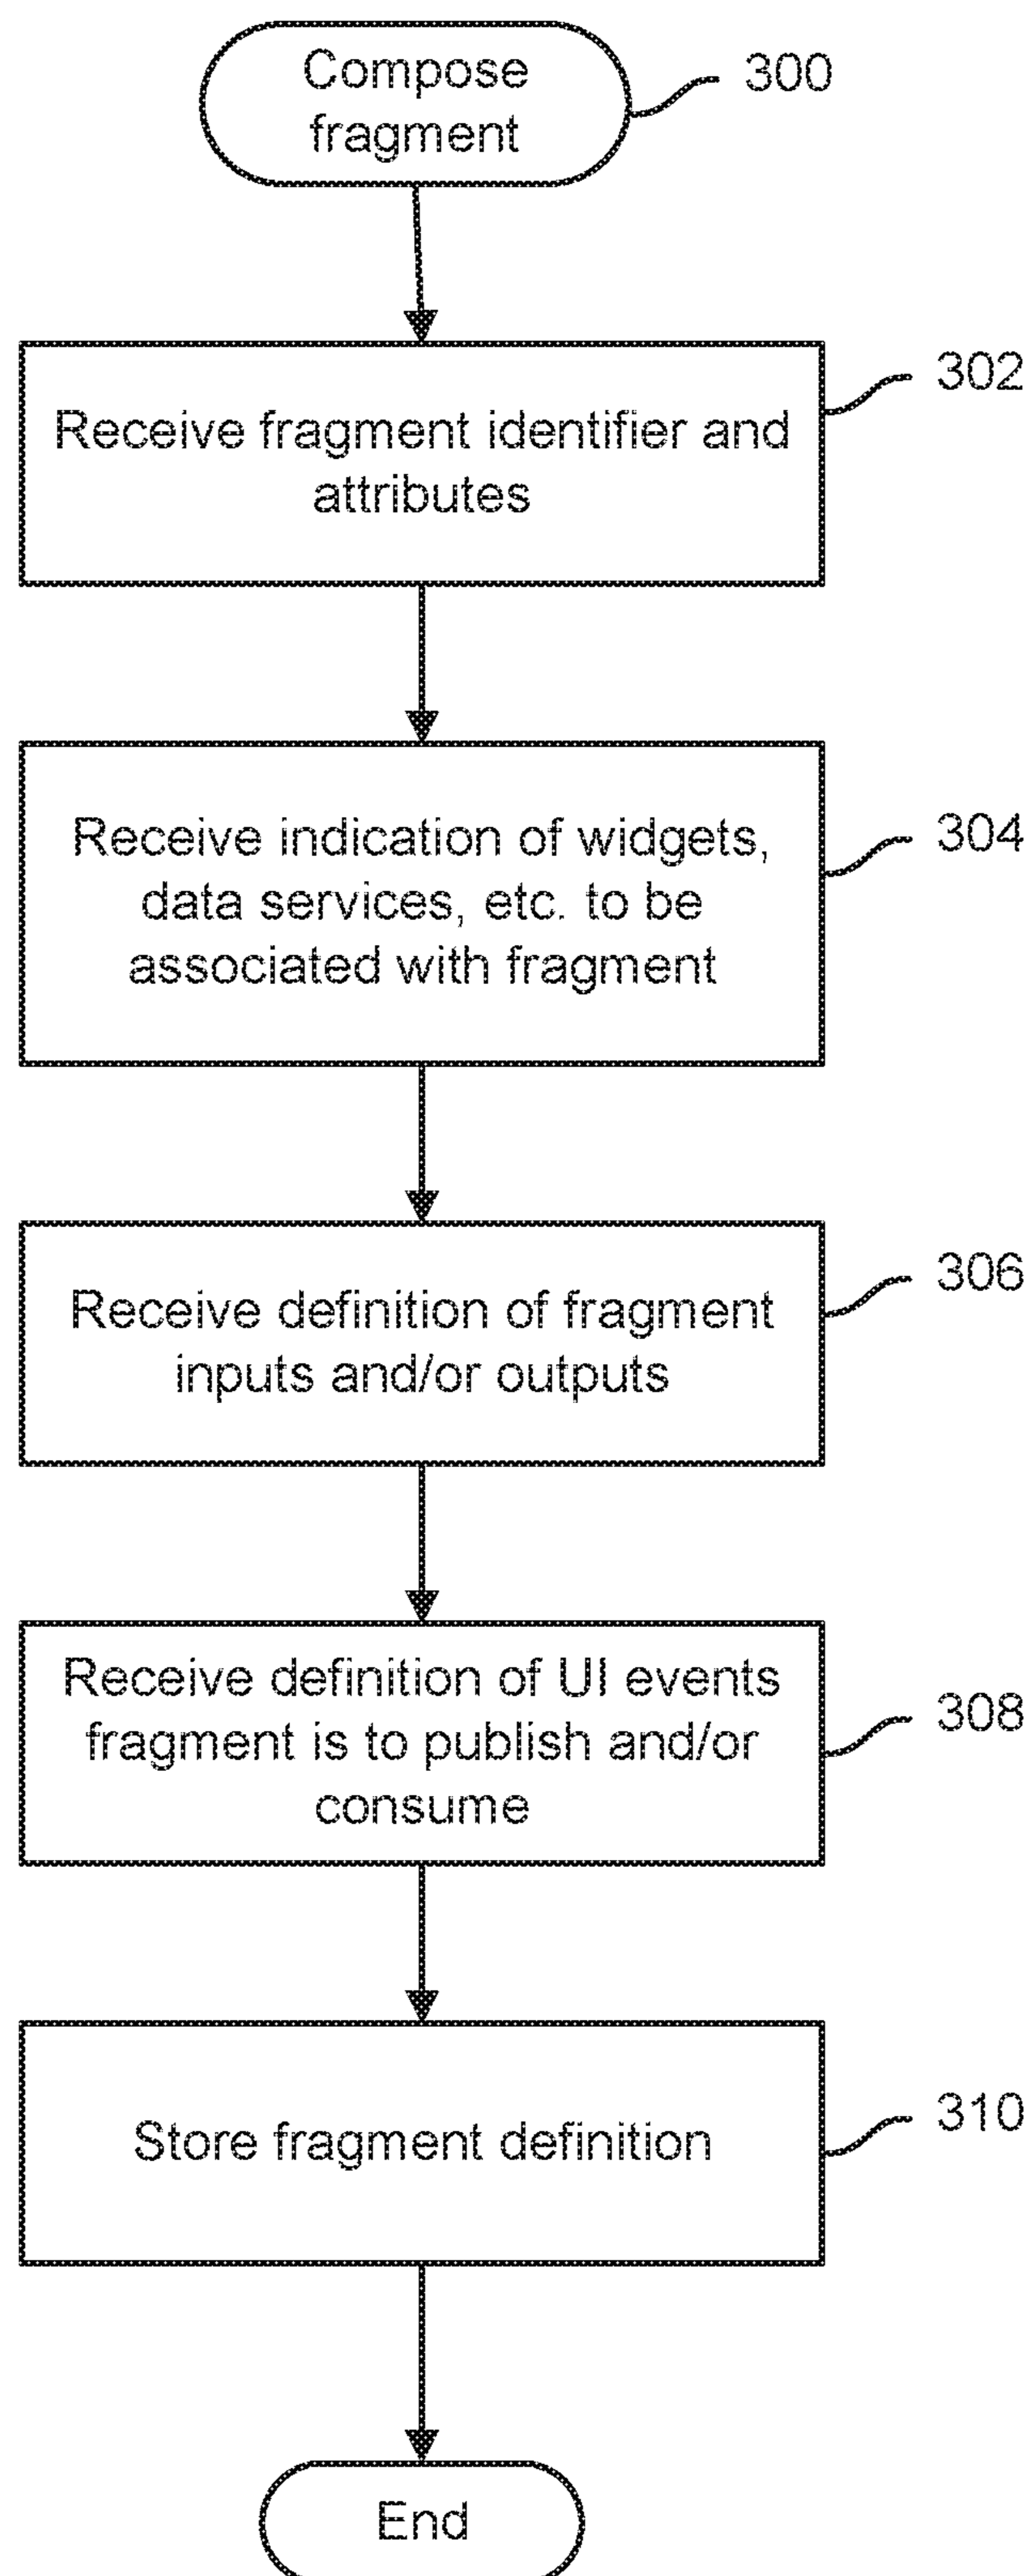 Compose
fragment
300
Receive fragment identifier and
attributes
302
Receive indication of widgets,
data services, etc. to be
associated with fragment
304
Receive definition of fragment
inputs and/or outputs
306
Receive definition of UI events
fragment is to publish and/or
consume
308
Store fragment definition
310
End